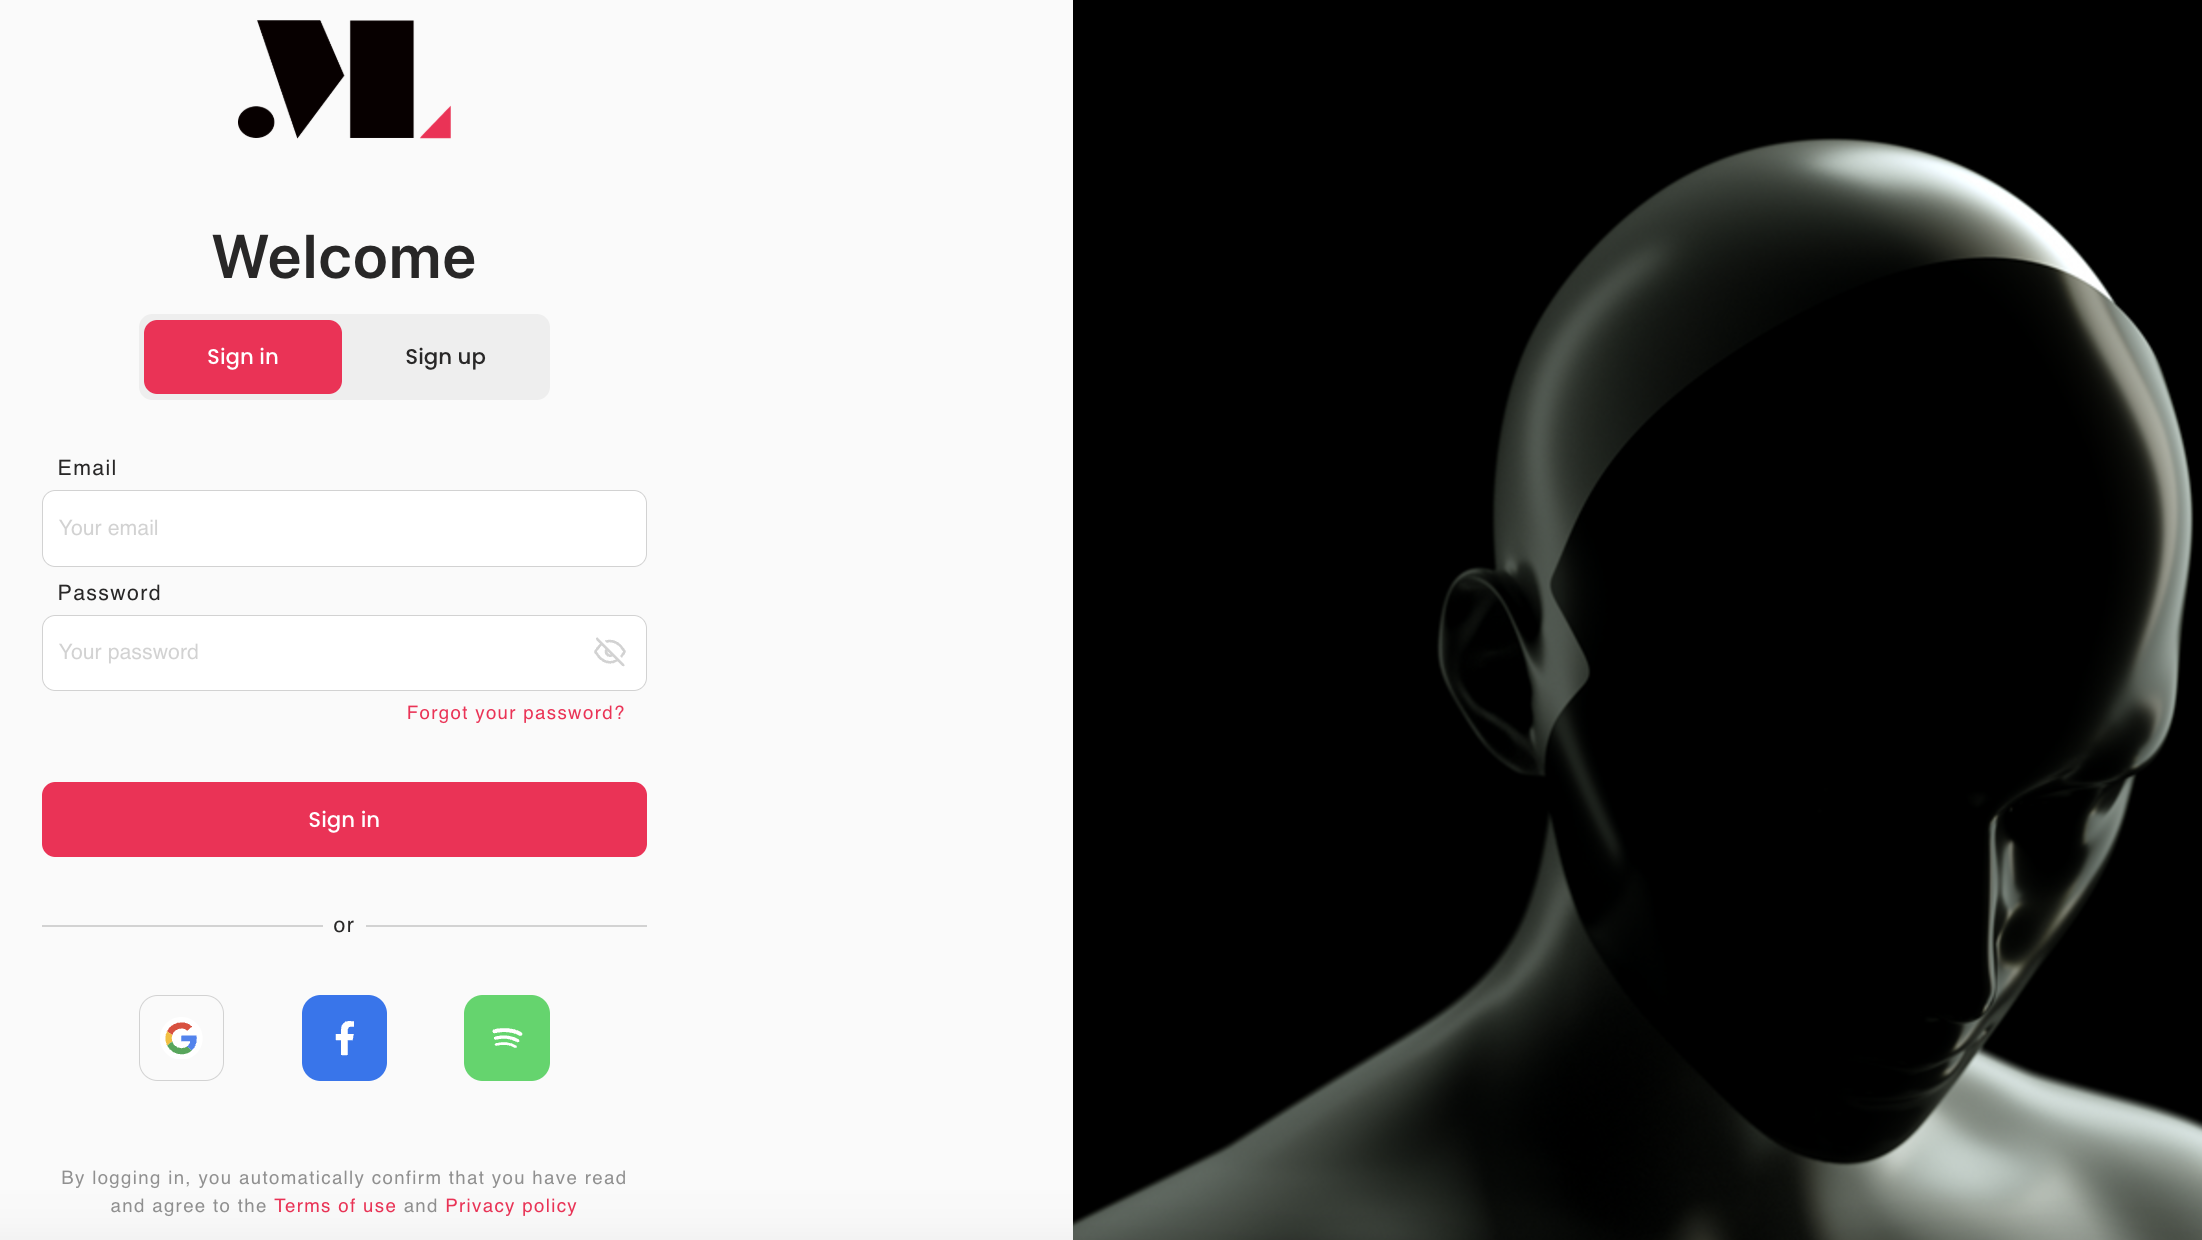 Welcome
Sign in
Sign up
Email
Your email
Password
Your password
Forgot your password?
Sign in
or
By logging in, you automatically confirm that you have read
and agree to the Terms of use and Privacy policy